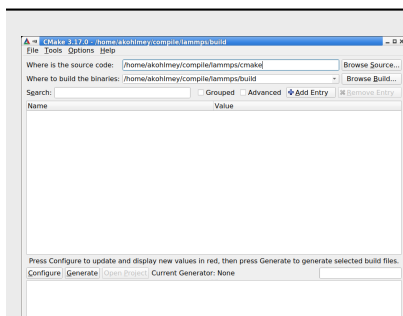 CMake 3.17.0 - /home/akohlmey/compile/lammps/build
File Tools Options Help
Where is the source code: /home/akohlmey/compile/lammps/cmake Browse Source...
Where to build the binaries: /home/akohlmey/compile/lammps/build Browse Build...
Search: Grouped Advanced Add Entry Remove Entry
Name Value
Press Configure to update and display new values in red, then press Generate to generate selected build files.
Configure Generate Open Project Current Generator: None